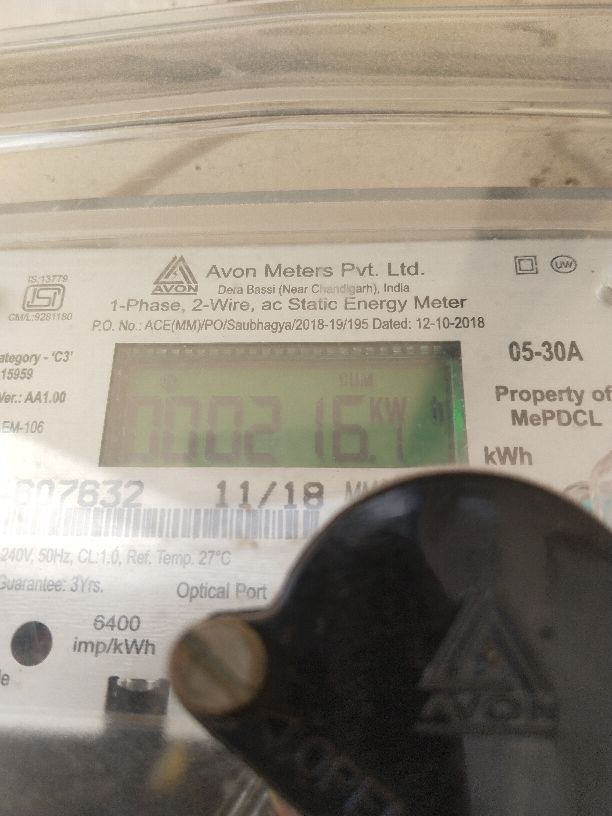 IS:13779
CM/L:9281180
AVON
Avon Meters Pvt. Ltd.
Dera Bassi (Near Chandigarh), India
1-Phase, 2-Wire, ac Static Energy Meter
P.O. No.: ACE(MM)/PO/Saubhagya/2018-19/195 Dated: 12-10-2018
UW
ategory - 'C3'
15959
Ver.: AA1.00
EM-106
CUM
000216.1 KW h
05-30A
Property of
MePDCL
kWh
607632 11/18
240V, 50Hz, CL:1.0, Ref. Temp. 27°C
Guarantee: 3Yrs.
Optical Port
6400
imp/kWh
AVON